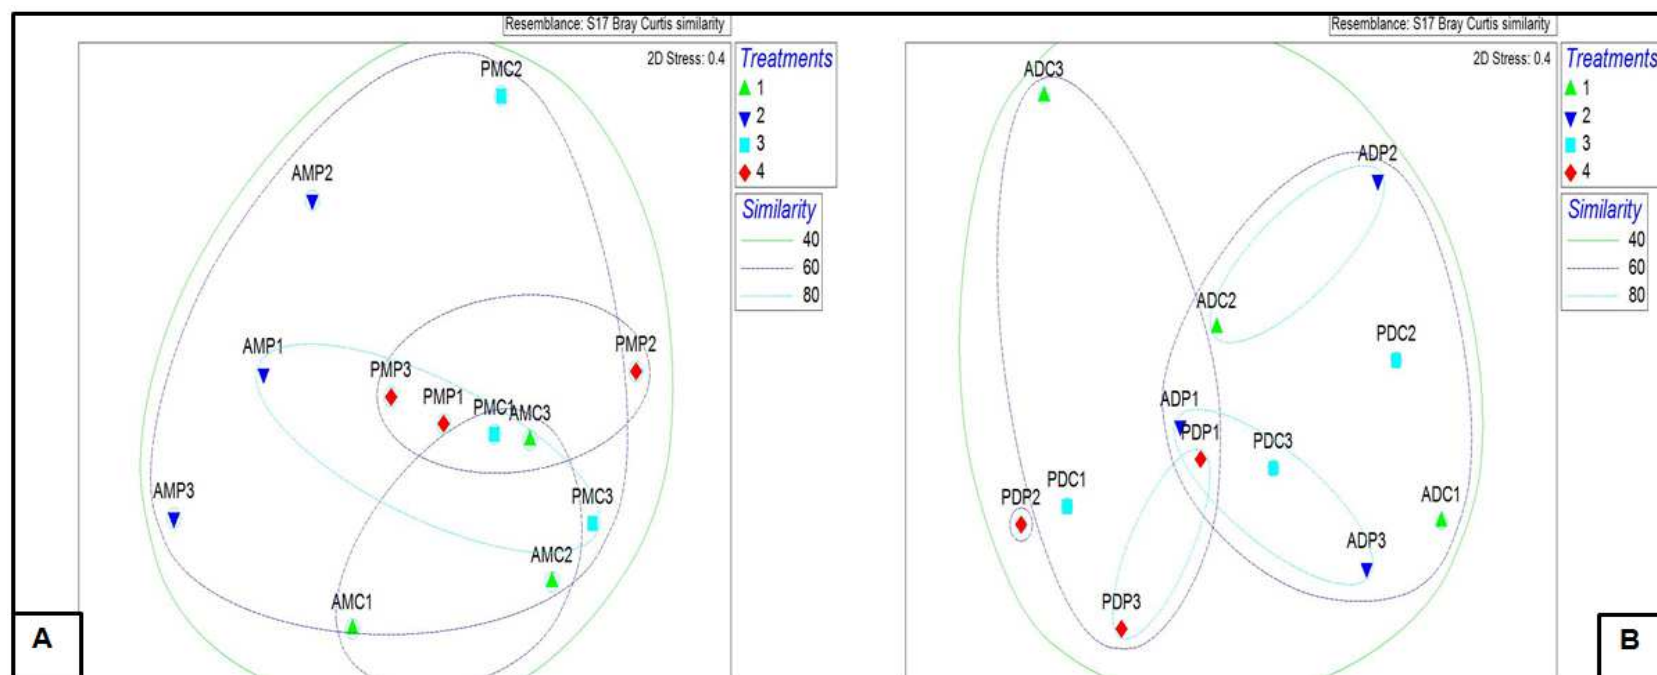 Resemblance: S17 Bray Curtis similarity
2D Stress: 0.4
PMC2
AMP2
AMP1
PMP3
PMP2
PMP1
PMC1
AMC3
AMP3
PMC3
AMC2
AMC1
Treatments
1
2
3
4
Similarity
40
60
80
A
Resemblance: S17 Bray Curtis similarity
2D Stress: 0.4
ADC3
ADP2
ADC2
PDC2
ADP1
PDP1
PDC3
PDC1
PDP2
ADC1
ADP3
PDP3
Treatments
1
2
3
4
Similarity
40
60
80
B